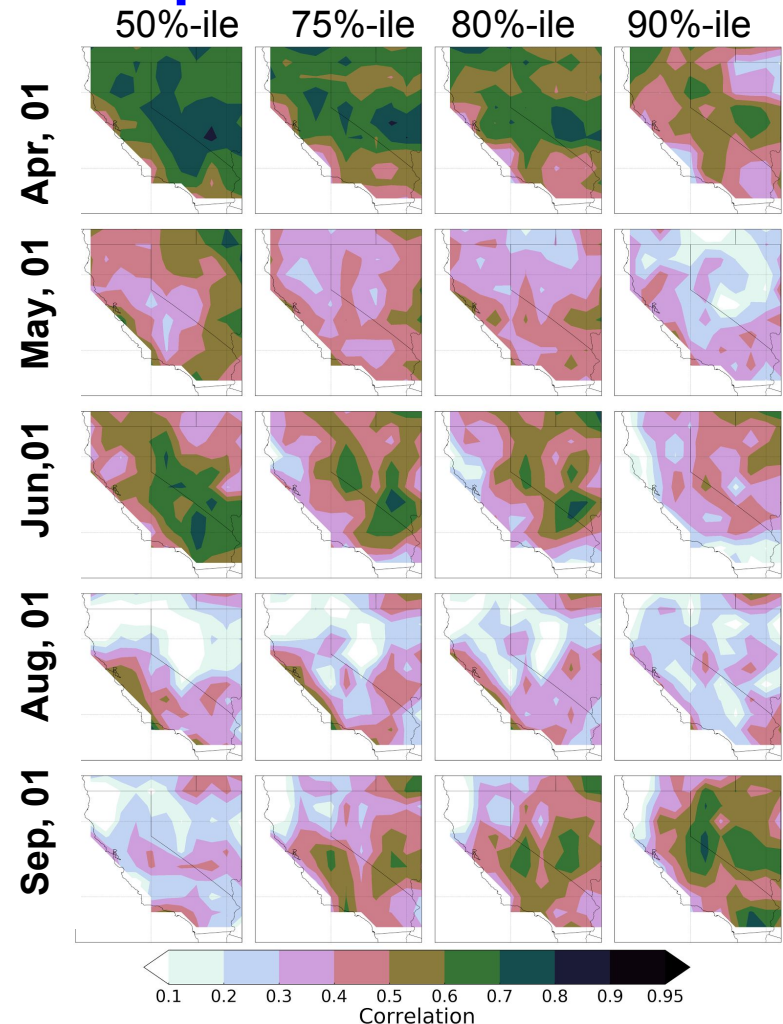 50%-ile 75%-ile 80%-ile 90%-ile
Apr, 01
May, 01
Jun,01
Aug, 01
Sep, 01
0.1 0.2 0.3 0.4 0.5 0.6 0.7 0.8 0.9 0.95
Correlation